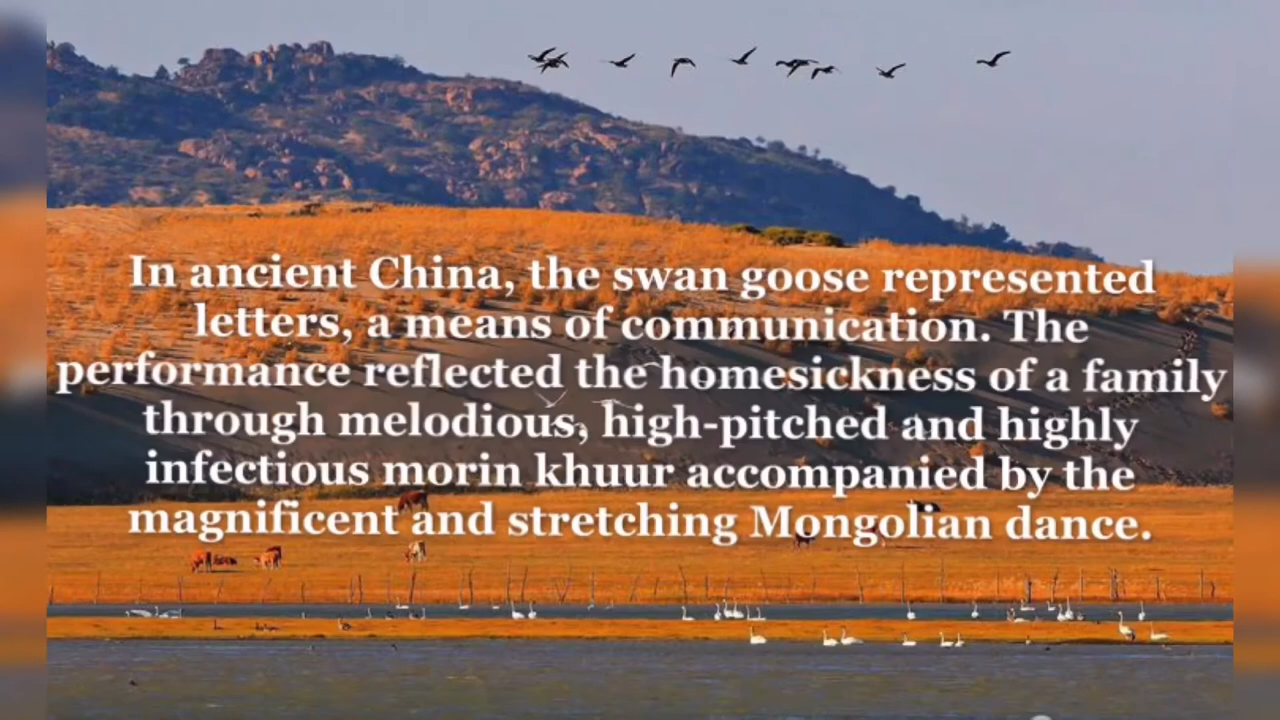 In ancient China, the swan goose represented
letters, a means of communication. The
performance reflected the homesickness of a family
through melodious, high-pitched and highly
infectious morin khuur accompanied by the
magnificent and stretching Mongolian dance.